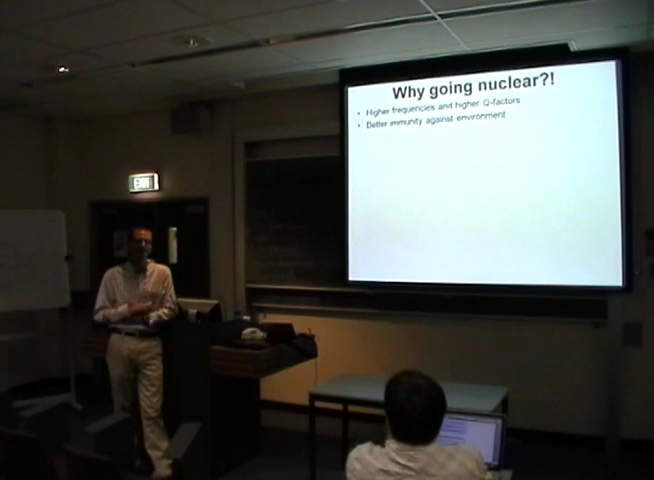 Why going nuclear?!
• Higher frequencies and higher Q-factors
• Better immunity against environment
EXIT